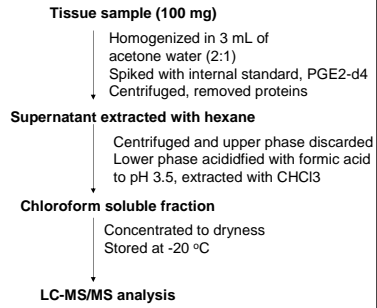 Tissue sample (100 mg)
Homogenized in 3 mL of
acetone water (2:1)
Spiked with internal standard, PGE2-d4
Centrifuged, removed proteins
Supernatant extracted with hexane
Centrifuged and upper phase discarded
Lower phase acididfied with formic acid
to pH 3.5, extracted with CHCl3
Chloroform soluble fraction
Concentrated to dryness
Stored at -20 °C
LC-MS/MS analysis